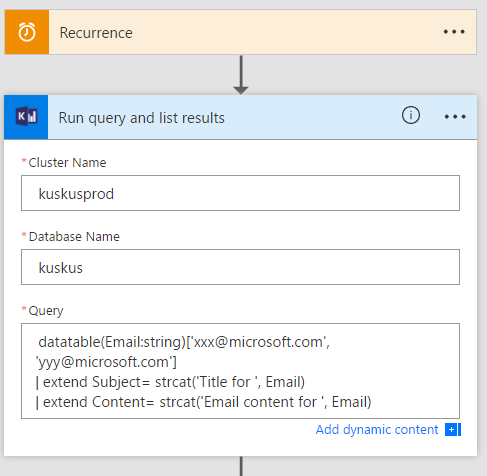 Recurrence
K
Run query and list results
*Cluster Name
kuskusprod
*Database Name
kuskus
*Query
datatable(Email:string)['xxx@microsoft.com',
'yyy@microsoft.com']
| extend Subject= strcat('Title for ', Email)
| extend Content= strcat('Email content for ', Email)
Add dynamic content